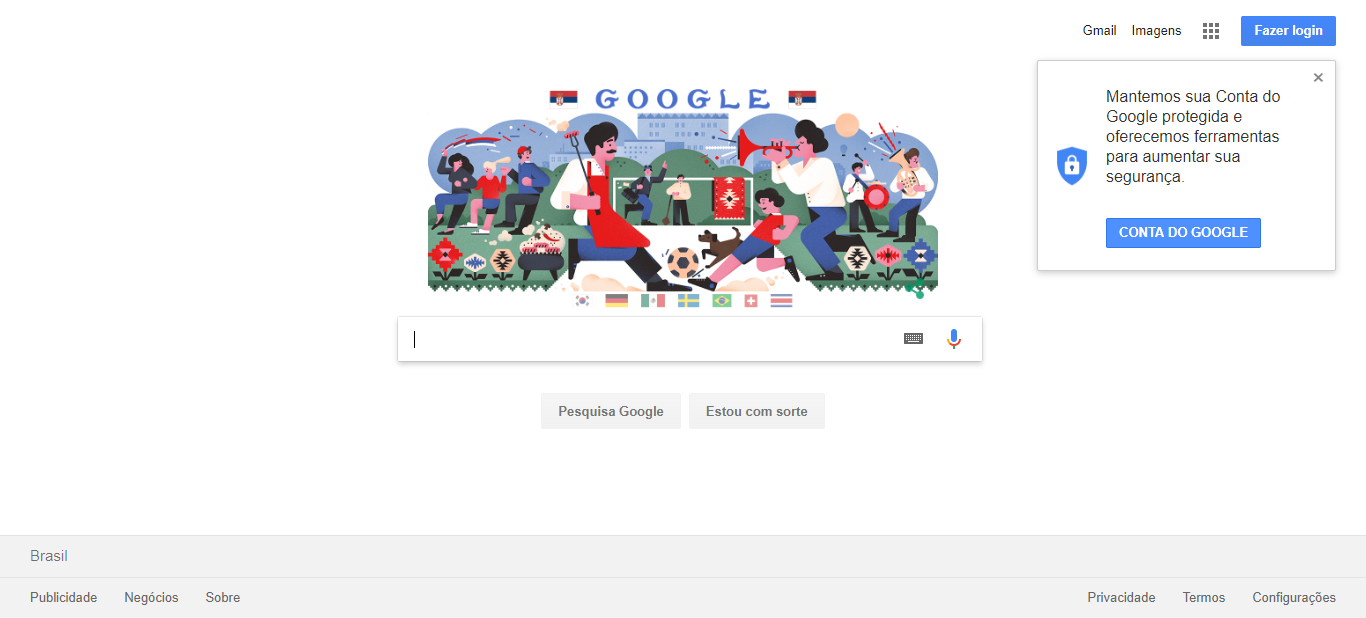 Gmail Imagens Fazer login
GOOGLE
Mantemos sua Conta do
Google protegida e
oferecemos ferramentas
para aumentar sua
segurança.
CONTA DO GOOGLE
Pesquisa Google Estou com sorte
Brasil
Publicidade Negócios Sobre Privacidade Termos Configurações